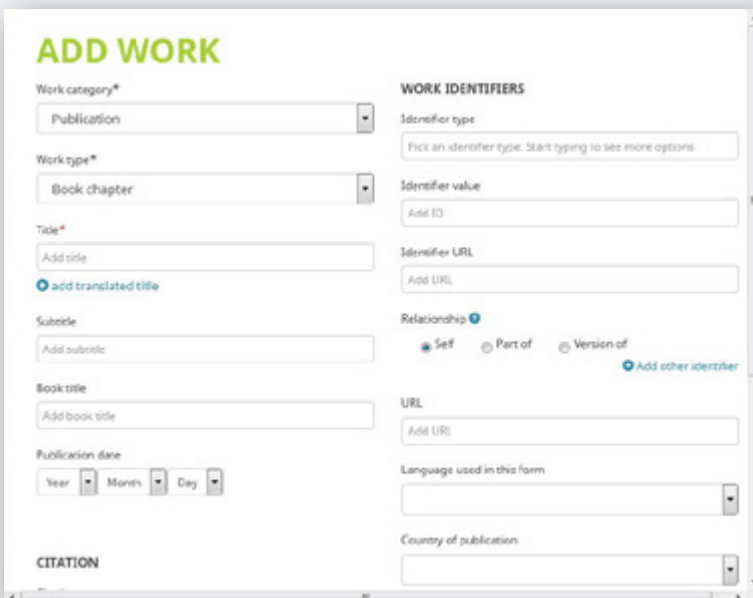 ADD WORK
Work category*
Publication
Work type*
Book chapter
Title*
Add title
add translated title
Subtitle
Add subtitle
Book title
Add book title
Publication date
Year Month Day
CITATION
WORK IDENTIFIERS
Identifier type
Pick an identifier type. Start typing to see more options
Identifier value
Add ID
Identifier URL
Add URL
Relationship
Self Part of Version of
Add other identifier
URL
Add URL
Language used in this form
Country of publication